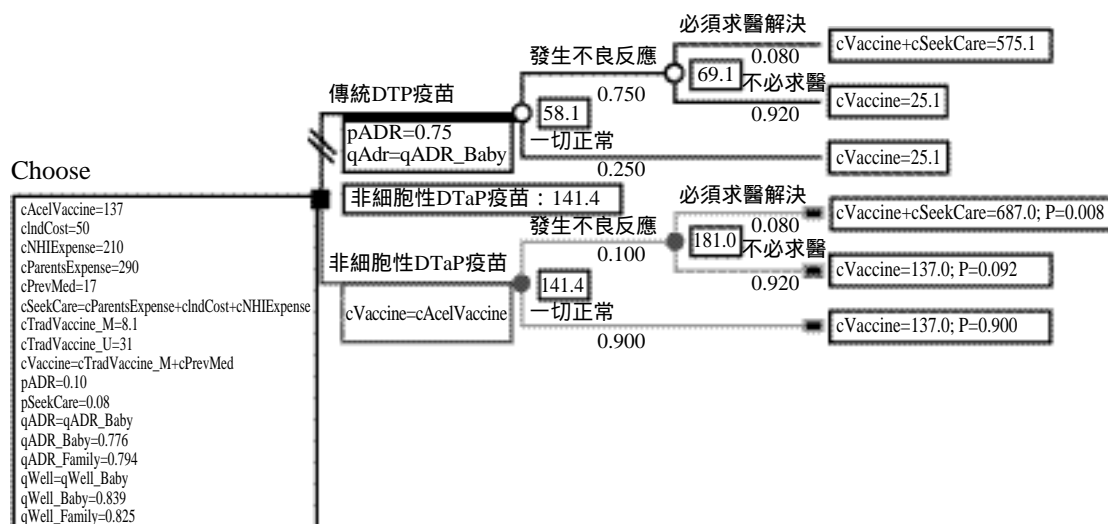 必須求醫解決
cVaccine+cSeekCare=575.1
發生不良反應
0.080
69.1
不必求醫
傳統DTP疫苗
0.750
cVaccine=25.1
58.1
0.920
pADR=0.75
一切正常
qAdr=qADR_Baby
cVaccine=25.1
0.250
Choose
非細胞性DTaP疫苗：141.4
必須求醫解決
cAcelVaccine=137
cIndCost=50
cNHIExpense=210
cParentsExpense=290
cPrevMed=17
cSeekCare=cParentsExpense+cIndCost+cNHIExpense
cTradVaccine_M=8.1
cTradVaccine_U=31
cVaccine=cTradVaccine_M+cPrevMed
pADR=0.10
pSeekCare=0.08
qADR=qADR_Baby
qADR_Baby=0.776
qADR_Family=0.794
qWell=qWell_Baby
qWell_Baby=0.839
qWell_Family=0.825
發生不良反應
0.080
cVaccine+cSeekCare=687.0; P=0.008
181.0
不必求醫
非細胞性DTaP疫苗
0.100
cVaccine=137.0; P=0.092
141.4
0.920
cVaccine=cAcelVaccine
一切正常
cVaccine=137.0; P=0.900
0.900